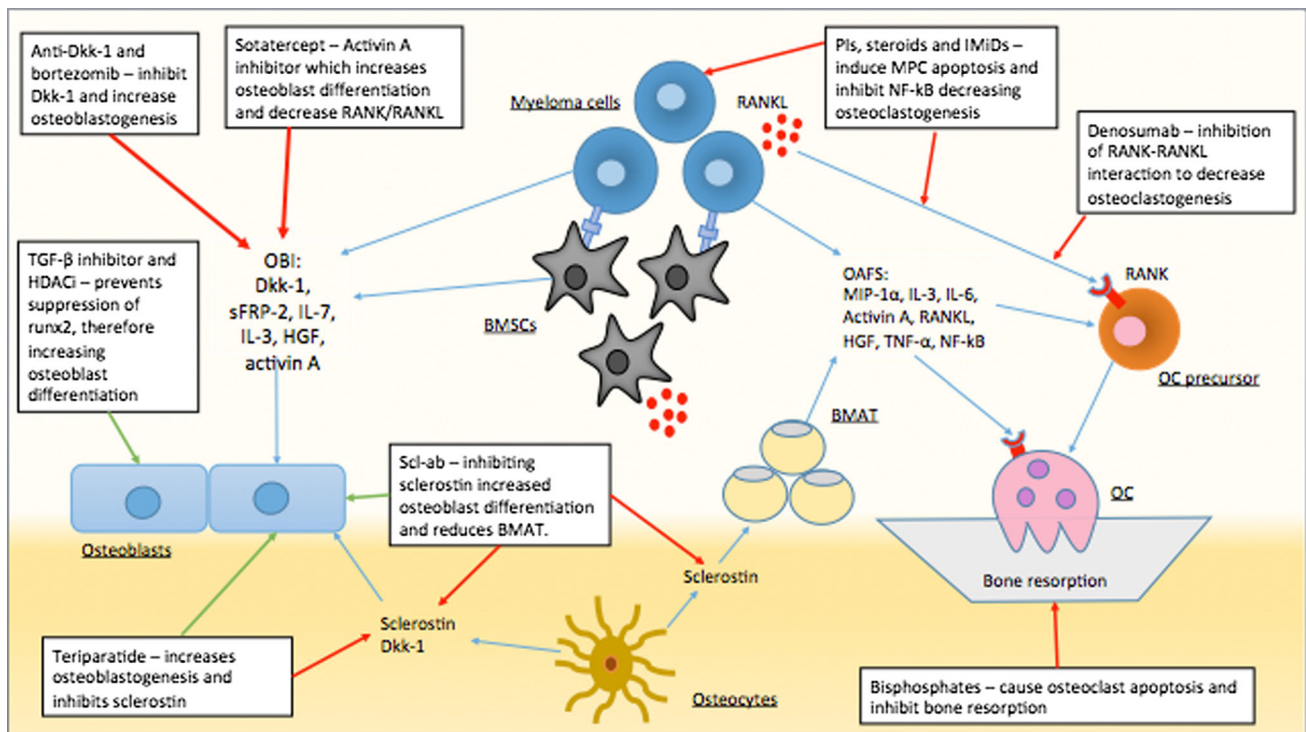 Anti-Dkk-1 and
bortezomib – inhibit
Dkk-1 and increase
osteoblastogenesis
Sotatercept – Activin A
inhibitor which increases
osteoblast differentiation
and decrease RANK/RANKL
Myeloma cells
RANKL
PIs, steroids and IMiDs –
induce MPC apoptosis and
inhibit NF-kB decreasing
osteoclastogenesis
Denosumab – inhibition
of RANK-RANKL
interaction to decrease
osteoclastogenesis
TGF-β inhibitor and
HDACi – prevents
suppression of
runx2, therefore
increasing
osteoblast
differentiation
OBI:
Dkk-1,
sFRP-2, IL-7,
IL-3, HGF,
activin A
BMSCs
OAFS:
MIP-1α, IL-3, IL-6,
Activin A, RANKL,
HGF, TNF-α, NF-kB
RANK
OC precursor
BMAT
Scl-ab – inhibiting
sclerostin increased
osteoblast differentiation
and reduces BMAT.
OC
Osteoblasts
Sclerostin
Bone resorption
Sclerostin
Dkk-1
Teriparatide – increases
osteoblastogenesis and
inhibits sclerostin
Osteocytes
Bisphosphates – cause osteoclast apoptosis and
inhibit bone resorption